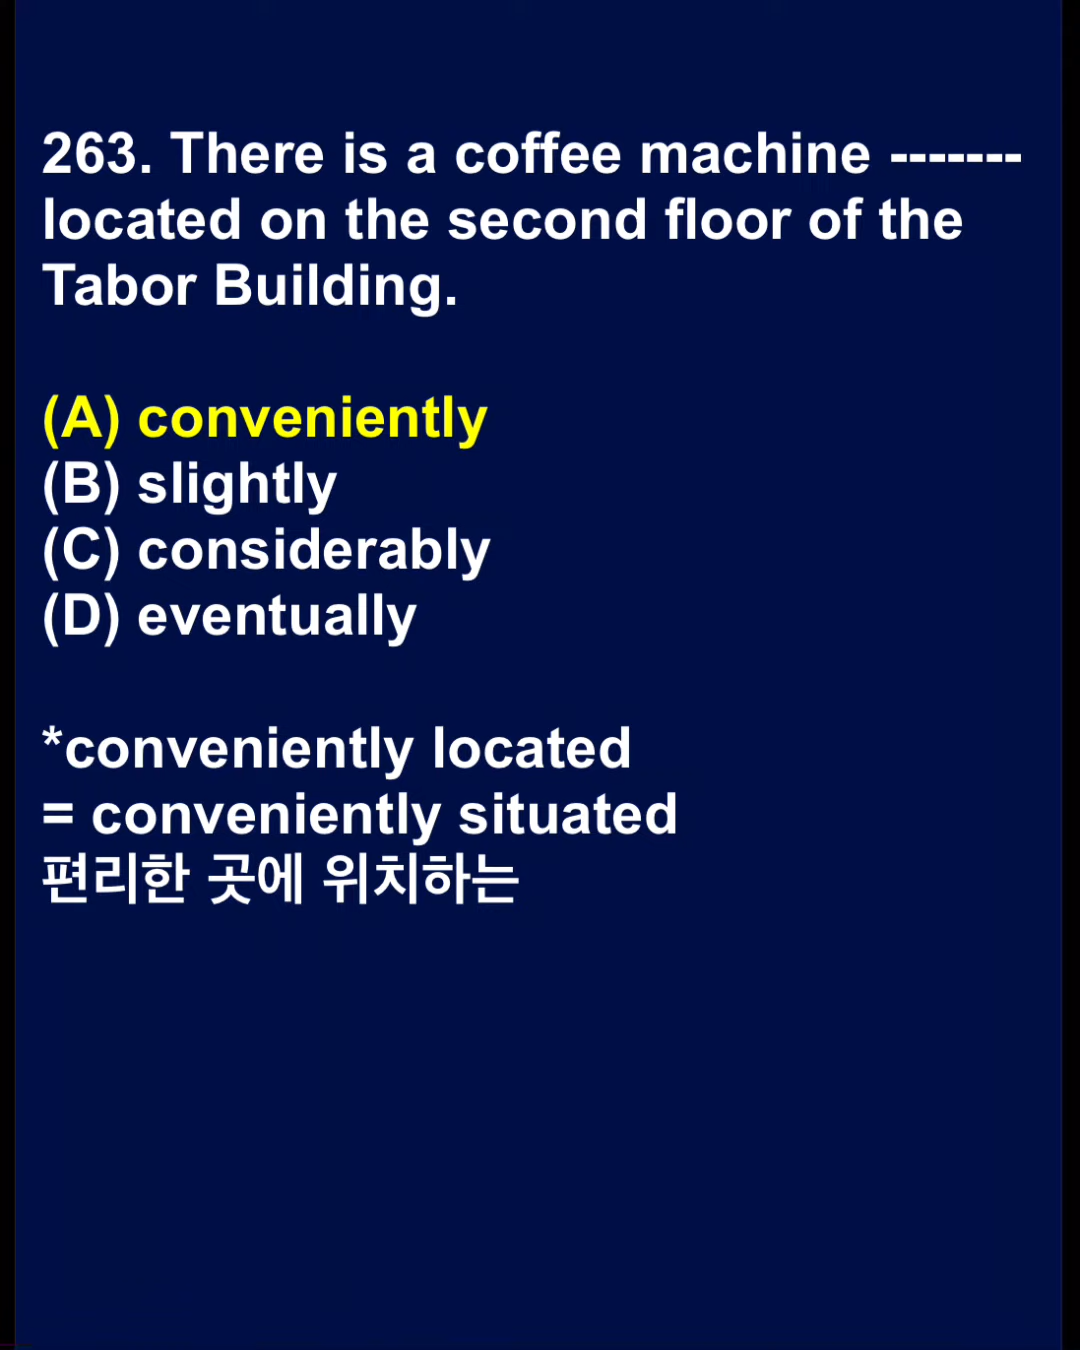 263. There is a coffee machine -------
located on the second floor of the
Tabor Building.
(A) conveniently
(B) slightly
(C) considerably
(D) eventually
*conveniently located
= conveniently situated
편리한 곳에 위치하는